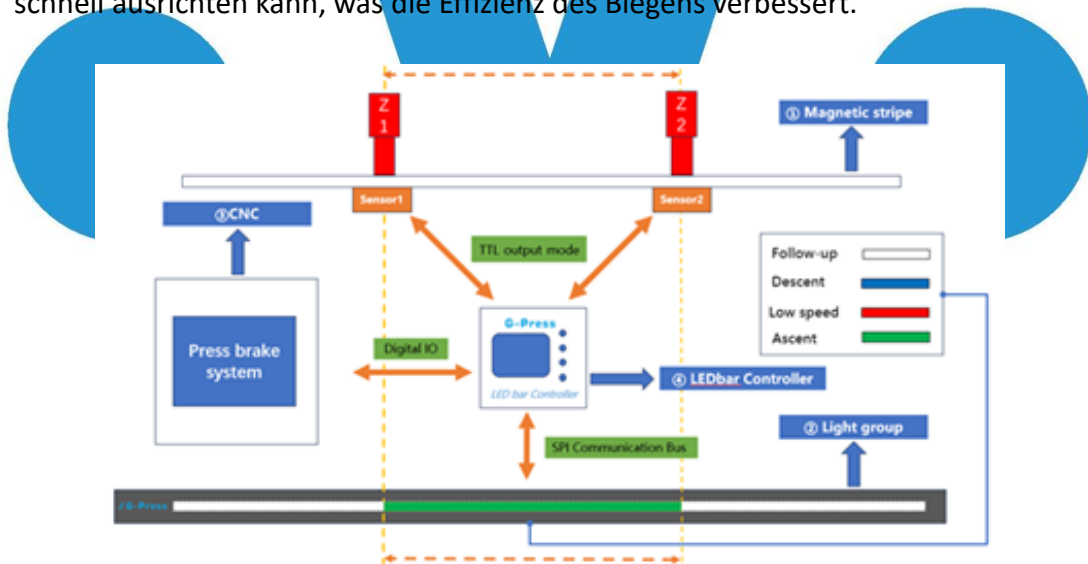 schnell ausrichten kann, was die Effizienz des Biegens verbessert.
Z
1
Z
2
① Magnetic stripe
Sensor1
Sensor2
③CNC
TTL output mode
Follow-up
Descent
Low speed
Ascent
G-Press
Press brake
system
Digital IO
LED bar Controller
④ LEDbar Controller
② Light group
SPI Communication Bus
G-Press